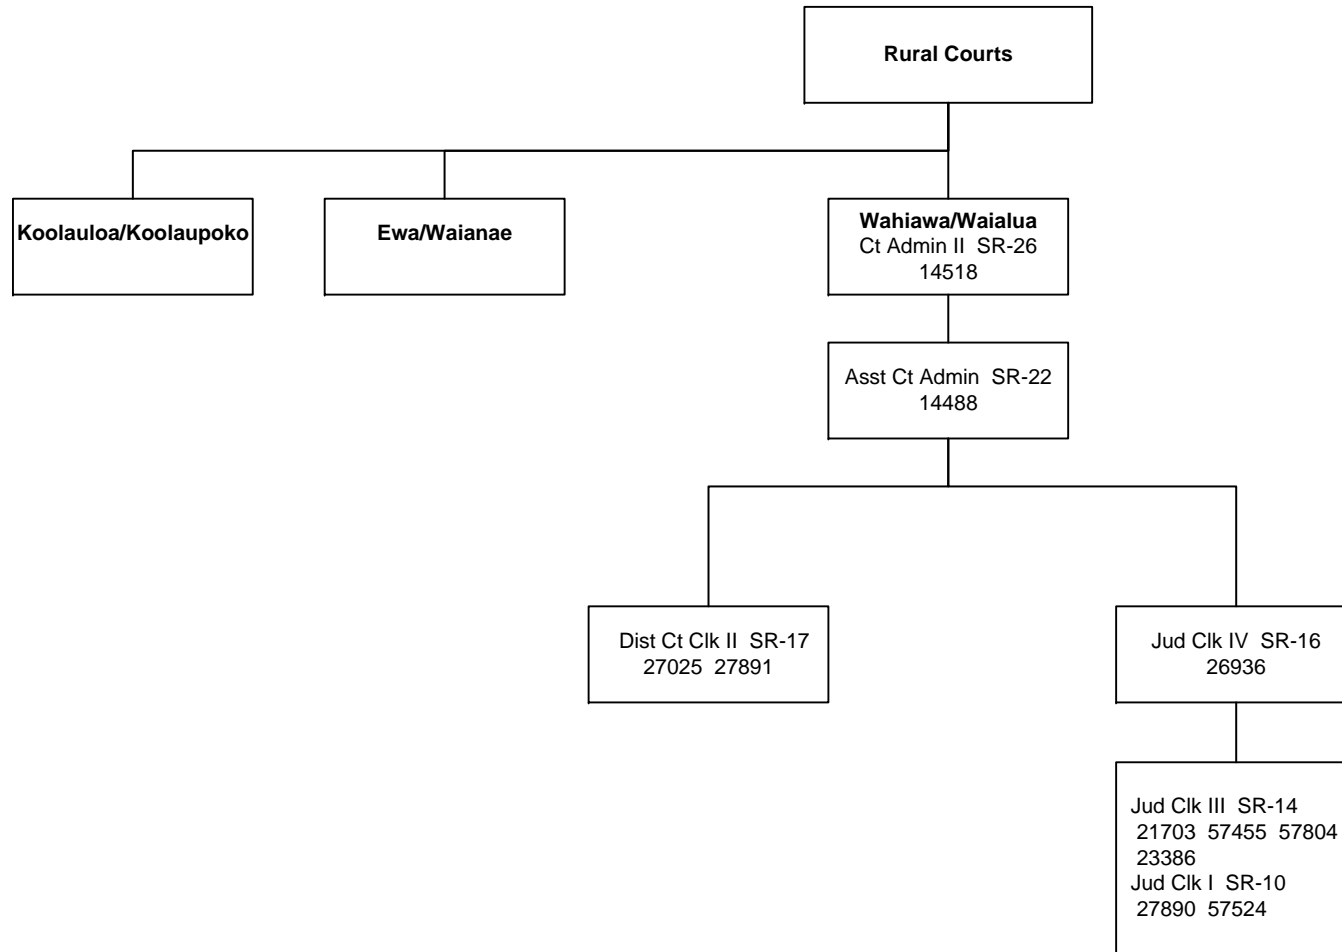 Rural Courts
Koolauloa/Koolaupoko
Ewa/Waianae
Wahiawa/Waialua
Ct Admin II SR-26
14518
Asst Ct Admin SR-22
14488
Dist Ct Clk II SR-17
27025 27891
Jud Clk IV SR-16
26936
Jud Clk III SR-14
21703 57455 57804
23386
Jud Clk I SR-10
27890 57524